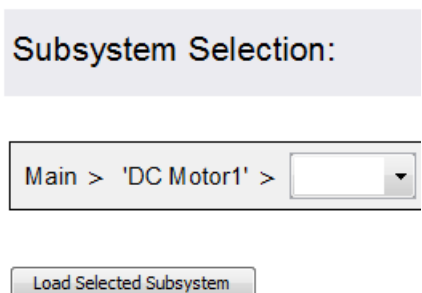 Subsystem Selection:
Main > 'DC Motor1' >
Load Selected Subsystem